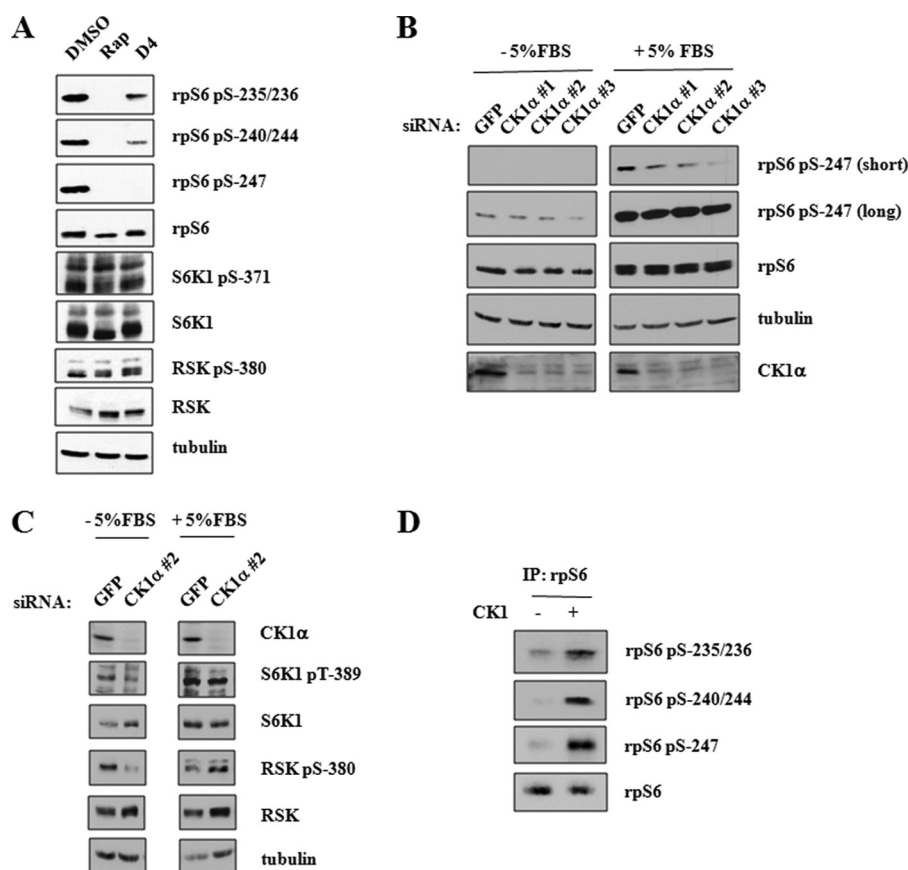 A
DMSO Rap D4
rpS6 pS-235/236
rpS6 pS-240/244
rpS6 pS-247
rpS6
S6K1 pS-371
S6K1
RSK pS-380
RSK
tubulin
B
- 5%FBS + 5% FBS
siRNA: GFP CK1α #1 CK1α #2 CK1α #3 GFP CK1α #1 CK1α #2 CK1α #3
rpS6 pS-247 (short)
rpS6 pS-247 (long)
rpS6
tubulin
CK1α
C
- 5%FBS + 5%FBS
siRNA: GFP CK1α #2 GFP CK1α #2
CK1α
S6K1 pT-389
S6K1
RSK pS-380
RSK
tubulin
D
IP: rpS6
CK1 - +
rpS6 pS-235/236
rpS6 pS-240/244
rpS6 pS-247
rpS6